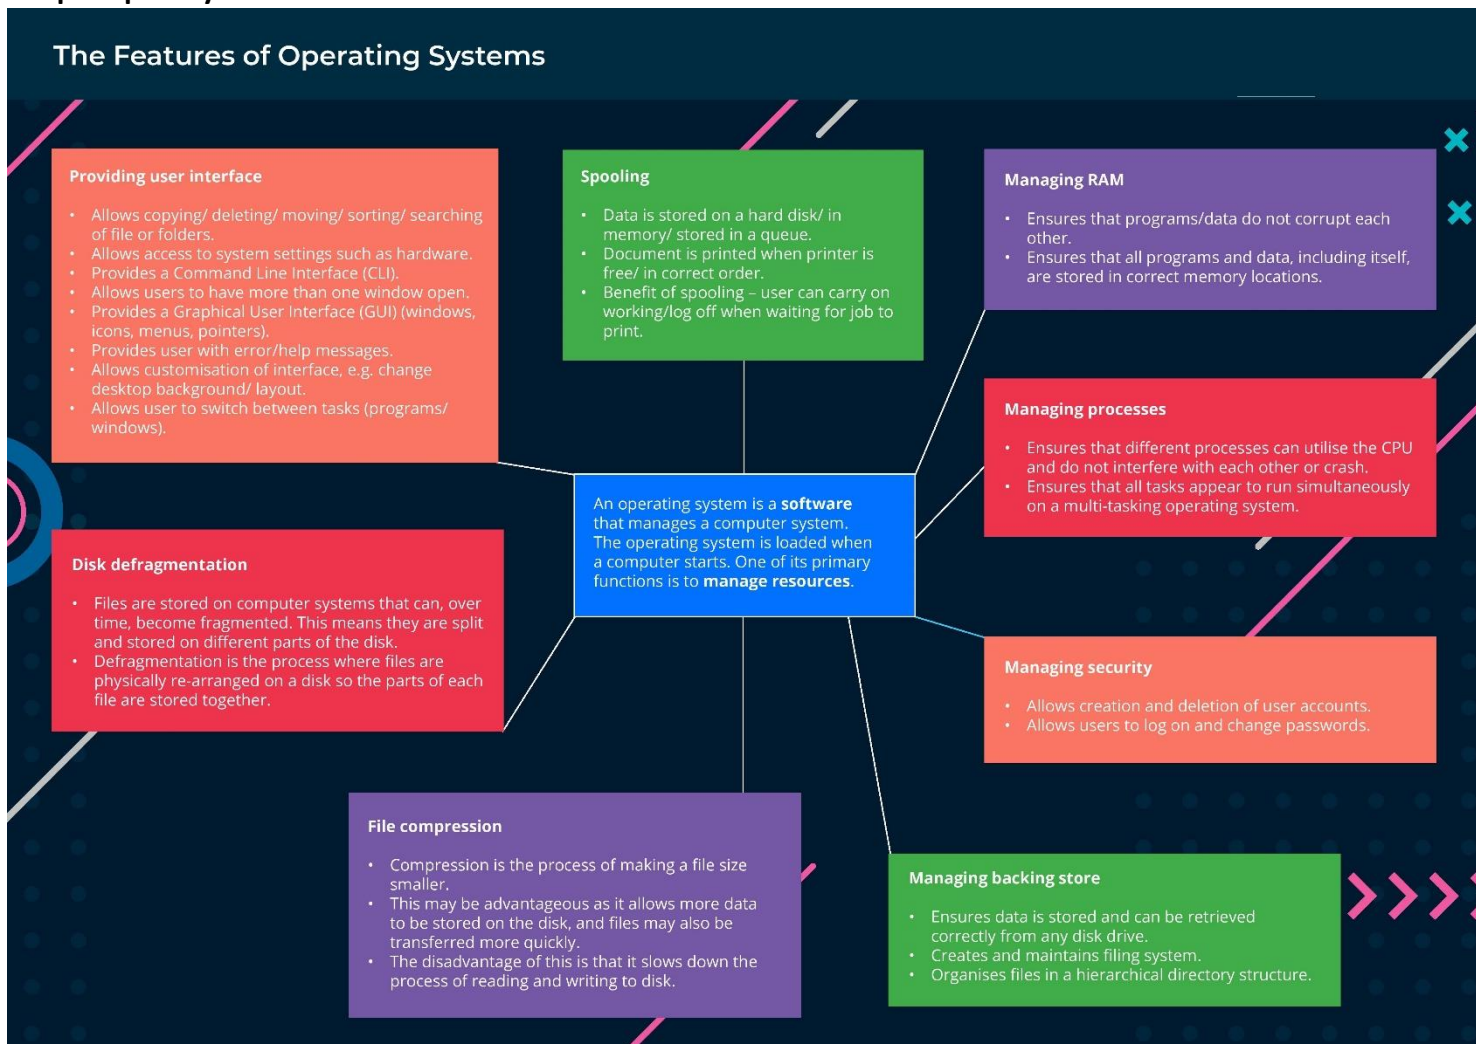 The Features of Operating Systems
Providing user interface
• Allows copying/ deleting/ moving/ sorting/ searching
of file or folders.
• Allows access to system settings such as hardware.
• Provides a Command Line Interface (CLI).
• Allows users to have more than one window open.
• Provides a Graphical User Interface (GUI) (windows,
icons, menus, pointers).
• Provides user with error/help messages.
• Allows customisation of interface, e.g. change
desktop background/ layout.
• Allows user to switch between tasks (programs/
windows).
Spooling
• Data is stored on a hard disk/ in
memory/ stored in a queue.
• Document is printed when printer is
free/ in correct order.
• Benefit of spooling – user can carry on
working/log off when waiting for job to
print.
Managing RAM
• Ensures that programs/data do not corrupt each
other.
• Ensures that all programs and data, including itself,
are stored in correct memory locations.
Managing processes
• Ensures that different processes can utilise the CPU
and do not interfere with each other or crash.
• Ensures that all tasks appear to run simultaneously
on a multi-tasking operating system.
An operating system is a software
that manages a computer system.
The operating system is loaded when
a computer starts. One of its primary
functions is to manage resources.
Disk defragmentation
• Files are stored on computer systems that can, over
time, become fragmented. This means they are split
and stored on different parts of the disk.
• Defragmentation is the process where files are
physically re-arranged on a disk so the parts of each
file are stored together.
Managing security
• Allows creation and deletion of user accounts.
• Allows users to log on and change passwords.
File compression
• Compression is the process of making a file size
smaller.
• This may be advantageous as it allows more data
to be stored on the disk, and files may also be
transferred more quickly.
• The disadvantage of this is that it slows down the
process of reading and writing to disk.
Managing backing store
• Ensures data is stored and can be retrieved
correctly from any disk drive.
• Creates and maintains filing system.
• Organises files in a hierarchical directory structure.